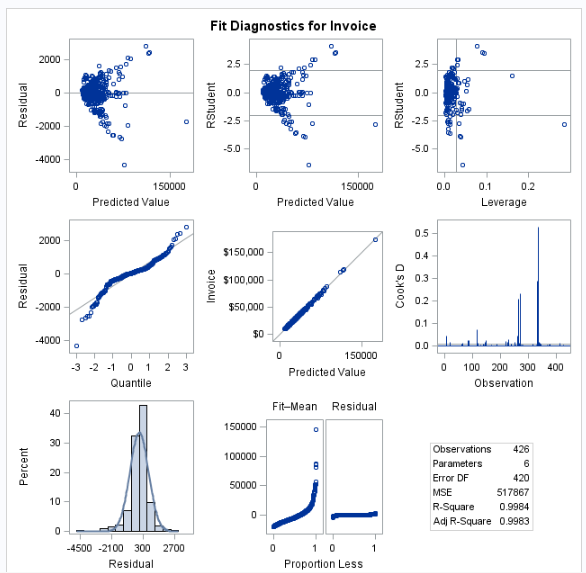 Fit Diagnostics for Invoice
2000
0
-2000
-4000
Residual
0 150000
Predicted Value
2.5
0.0
-2.5
-5.0
RStudent
0 150000
Predicted Value
2.5
0.0
-2.5
-5.0
RStudent
0.0 0.1 0.2
Leverage
2000
0
-2000
-4000
Residual
-3 -2 -1 0 1 2 3
Quantile
$150,000
$100,000
$50,000
$0
Invoice
0 150000
Predicted Value
0.5
0.4
0.3
0.2
0.1
0.0
Cook's D
0 100 200 300 400
Observation
40
30
20
10
0
Percent
-4500 -2100 300 2700
Residual
Fit–Mean Residual
150000
100000
50000
0
0 1 0 1
Proportion Less
Observations 426
Parameters 6
Error DF 420
MSE 517867
R-Square 0.9984
Adj R-Square 0.9983